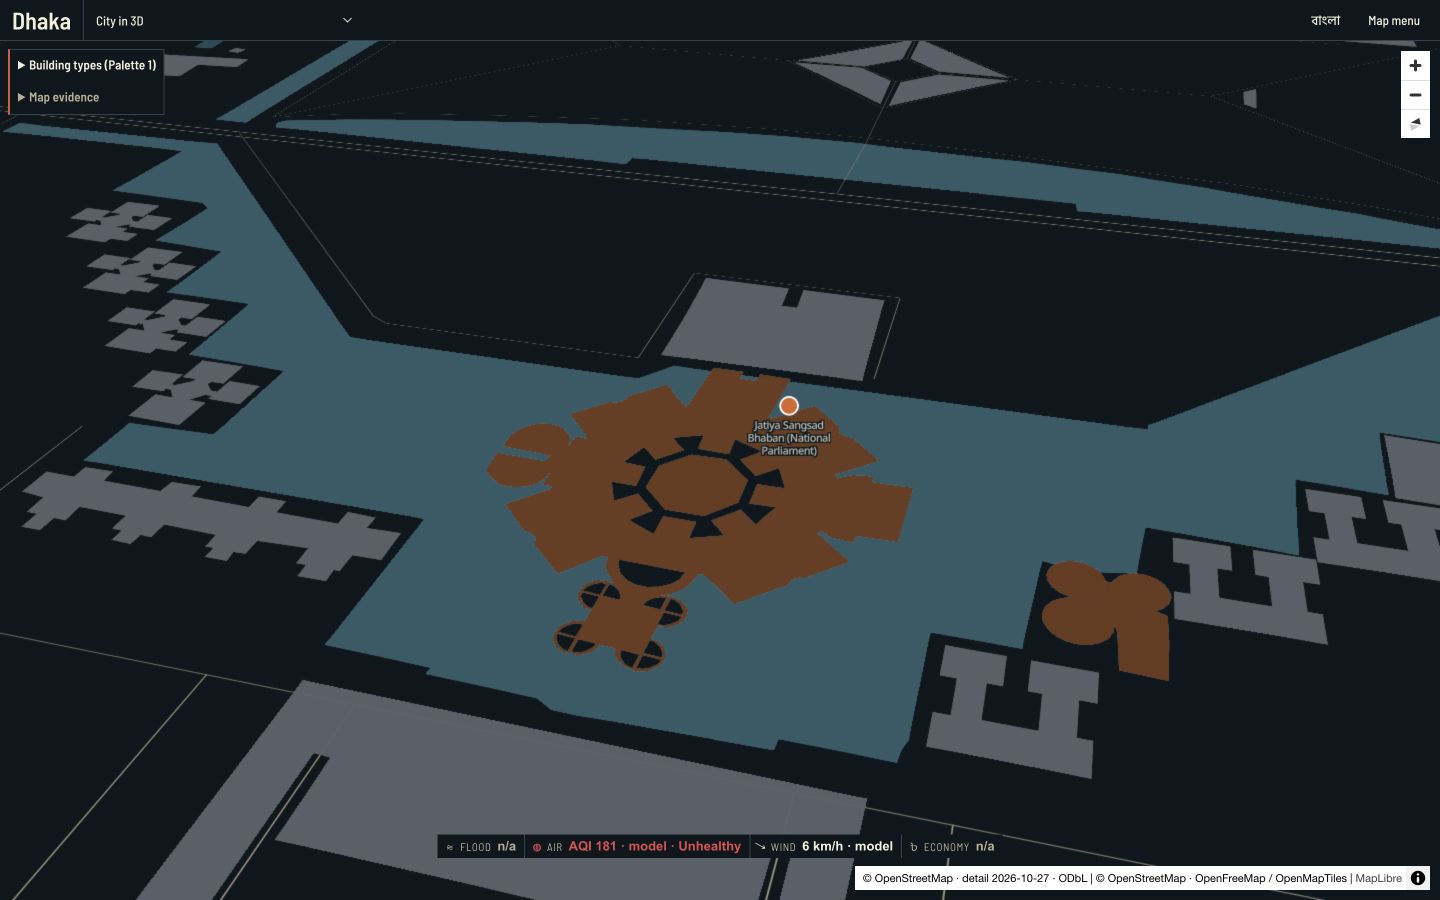 Dhaka
City in 3D
বাংলা
Map menu
Building types (Palette 1)
Map evidence
Jatiya Sangsad
Bhaban (National
Parliament)
≈ FLOOD n/a
AIR AQI 181 · model · Unhealthy
WIND 6 km/h · model
ECONOMY n/a
© OpenStreetMap · detail 2026-10-27 · ODbL | © OpenStreetMap · OpenFreeMap / OpenMapTiles | MapLibre